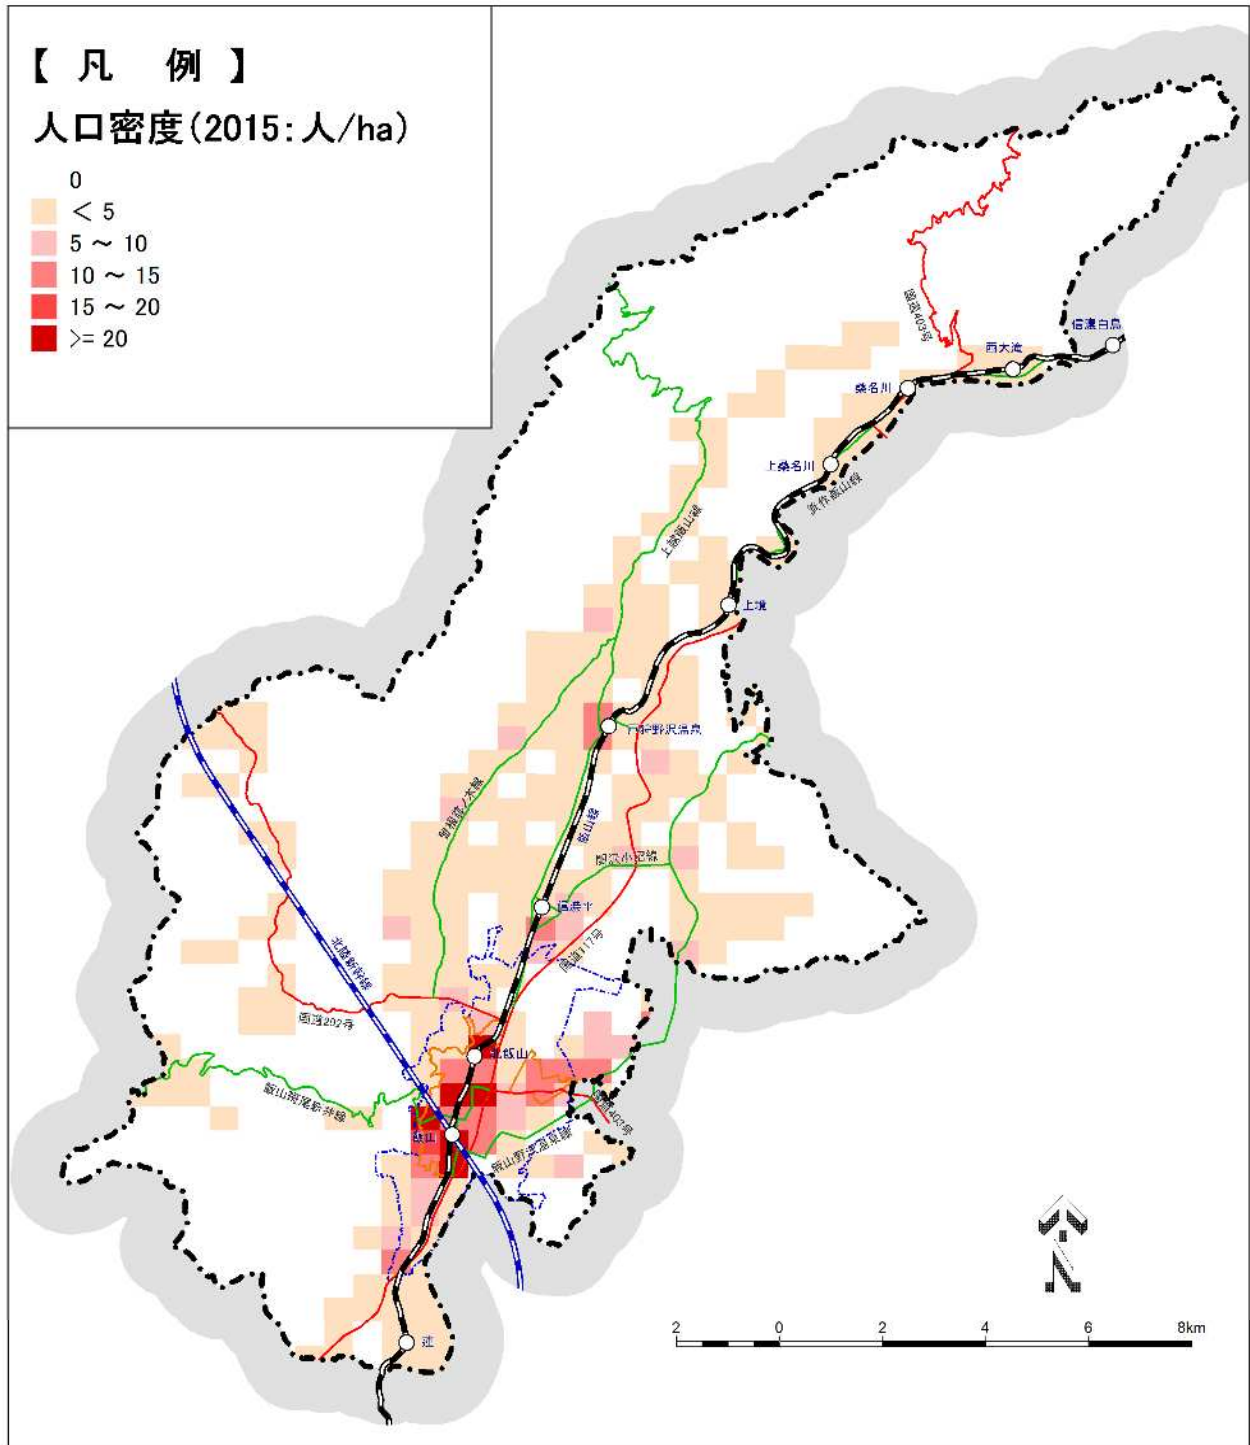 【 凡 例 】
人口密度(2015:人/ha)
0
< 5
5 ～ 10
10 ～ 15
15 ～ 20
>= 20
国道403号
信濃白鳥
西大滝
桑名川
上桑名川
箕作飯山線
上越飯山線
上境
戸狩野沢温泉
飯山線
関沢小沼線
信濃平
国道117号
北陸新幹線
国道292号
北飯山
飯山斑尾新井線
国道403号
飯山
飯山野沢温泉線
蓮
2 0 2 4 6 8km